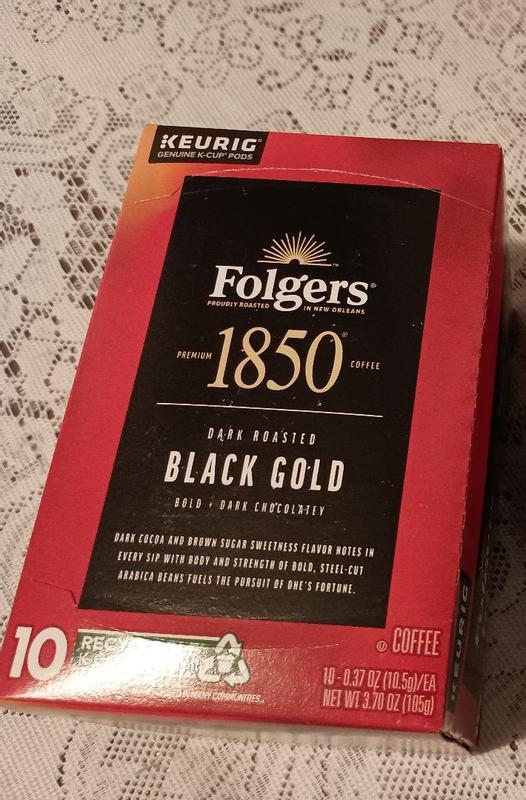 KEURIG®
GENUINE K-CUP® PODS
Folgers®
PROUDLY ROASTED IN NEW ORLEANS
PREMIUM 1850® COFFEE
DARK ROASTED
BLACK GOLD
BOLD + DARK CHOCOLATEY
DARK COCOA AND BROWN SUGAR SWEETNESS FLAVOR NOTES IN
EVERY SIP WITH BODY AND STRENGTH OF BOLD, STEEL-CUT
ARABICA BEANS FUELS THE PURSUIT OF ONE'S FORTUNE.
10
COFFEE
10 - 0.37 OZ (10.5g)/EA
NET WT 3.70 OZ (105g)
IN MANY COMMUNITIES.
KEURIG